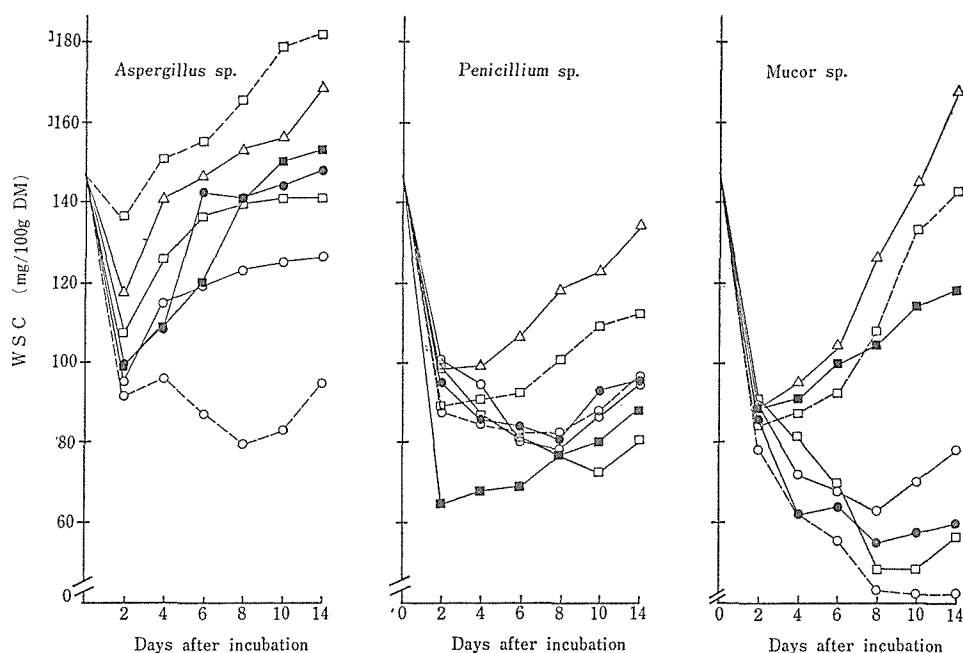 180
160
140
120
100
80
60
0
WSC (mg/100g DM)
Aspergillus sp.
2 4 6 8 10 14
Days after incubation
Penicillium sp.
0 2 4 6 8 10 14
Days after incubation
Mucor sp.
0 2 4 6 8 10 14
Days after incubation